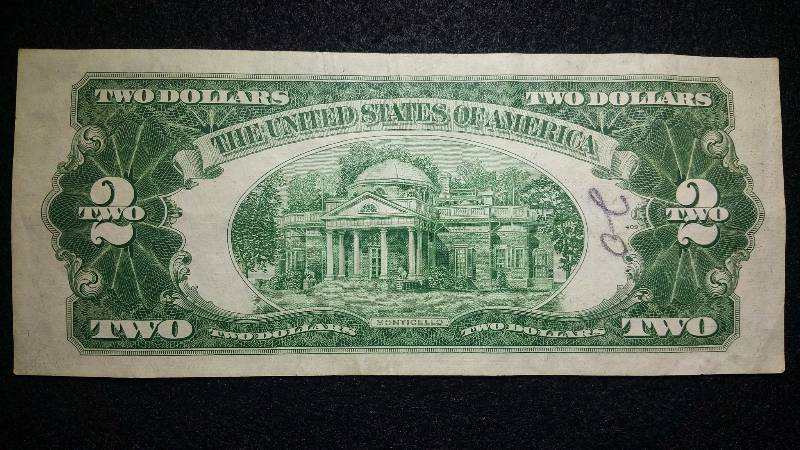 TWO DOLLARS TWO DOLLARS
THE UNITED STATES OF AMERICA
2 2
TWO TWO
MONTICELLO
TWO TWO DOLLARS TWO DOLLARS TWO